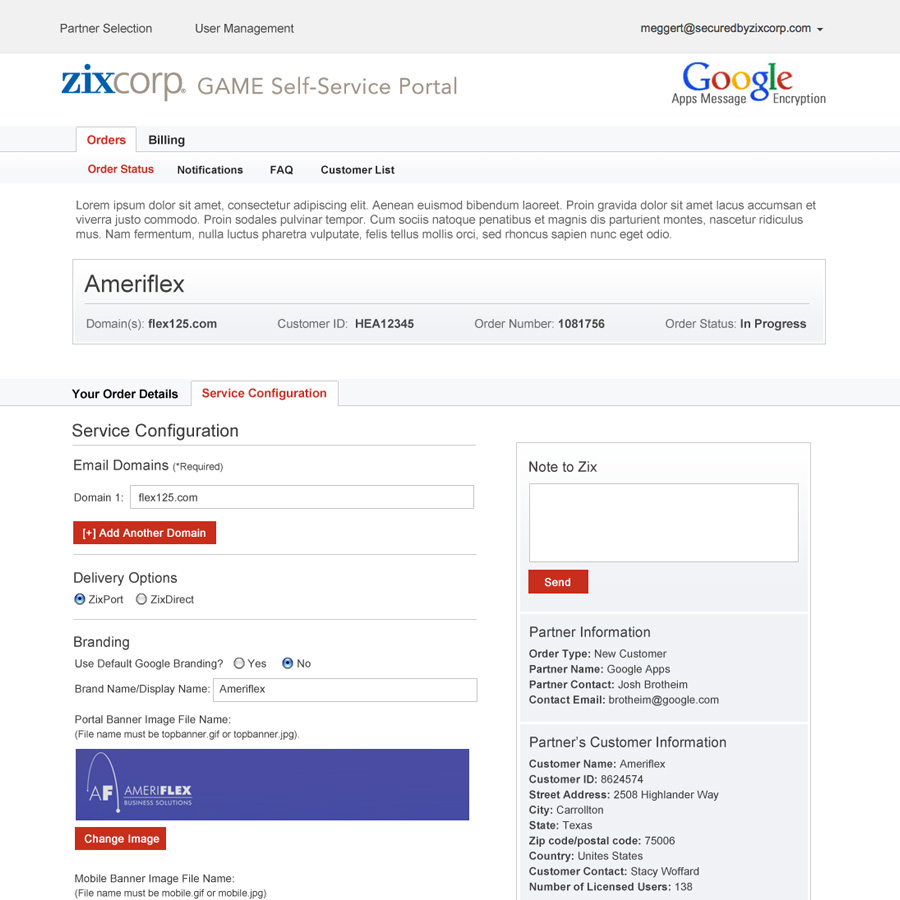 Partner Selection User Management meggert@securedbyzixcorp.com
zixcorp® GAME Self-Service Portal
Google
Apps Message Encryption
Orders Billing
Order Status Notifications FAQ Customer List
Lorem ipsum dolor sit amet, consectetur adipiscing elit. Aenean euismod bibendum laoreet. Proin gravida dolor sit amet lacus accumsan et
viverra justo commodo. Proin sodales pulvinar tempor. Cum sociis natoque penatibus et magnis dis parturient montes, nascetur ridiculus
mus. Nam fermentum, nulla luctus pharetra vulputate, felis tellus mollis orci, sed rhoncus sapien nunc eget odio.
Ameriflex
Domain(s): flex125.com Customer ID: HEA12345 Order Number: 1081756 Order Status: In Progress
Your Order Details Service Configuration
Service Configuration
Email Domains (*Required)
Domain 1: flex125.com
[+] Add Another Domain
Delivery Options
ZixPort ZixDirect
Branding
Use Default Google Branding? Yes No
Brand Name/Display Name: Ameriflex
Portal Banner Image File Name:
(File name must be topbanner.gif or topbanner.jpg).
AF AMERIFLEX
BUSINESS SOLUTIONS
Change Image
Mobile Banner Image File Name:
(File name must be mobile.gif or mobile.jpg)
Note to Zix
Send
Partner Information
Order Type: New Customer
Partner Name: Google Apps
Partner Contact: Josh Brotheim
Contact Email: brotheim@google.com
Partner's Customer Information
Customer Name: Ameriflex
Customer ID: 8624574
Street Address: 2508 Highlander Way
City: Carrollton
State: Texas
Zip code/postal code: 75006
Country: Unites States
Customer Contact: Stacy Woffard
Number of Licensed Users: 138